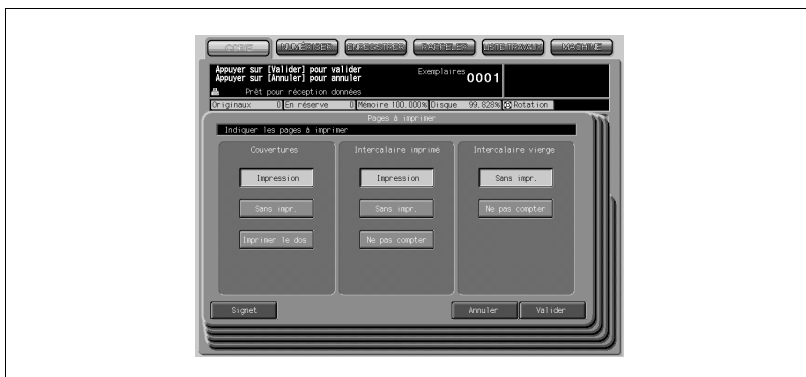 COPIE NUMÉRISER ENREGISTRER RAPPELER LISTE TRAVAUX MACHINE
Appuyer sur [Valider] pour valider
Appuyer sur [Annuler] pour annuler
Exemplaires 0001
Prêt pour réception données
Originaux 0 En réserve 0 Mémoire 100.000% Disque 99.828% Rotation
Pages à imprimer
Indiquer les pages à imprimer
Couvertures Intercalaire imprimé Intercalaire vierge
Impression Impression Sans impr.
Sans impr. Sans impr. Ne pas compter
Imprimer le dos Ne pas compter
Signet Annuler Valider